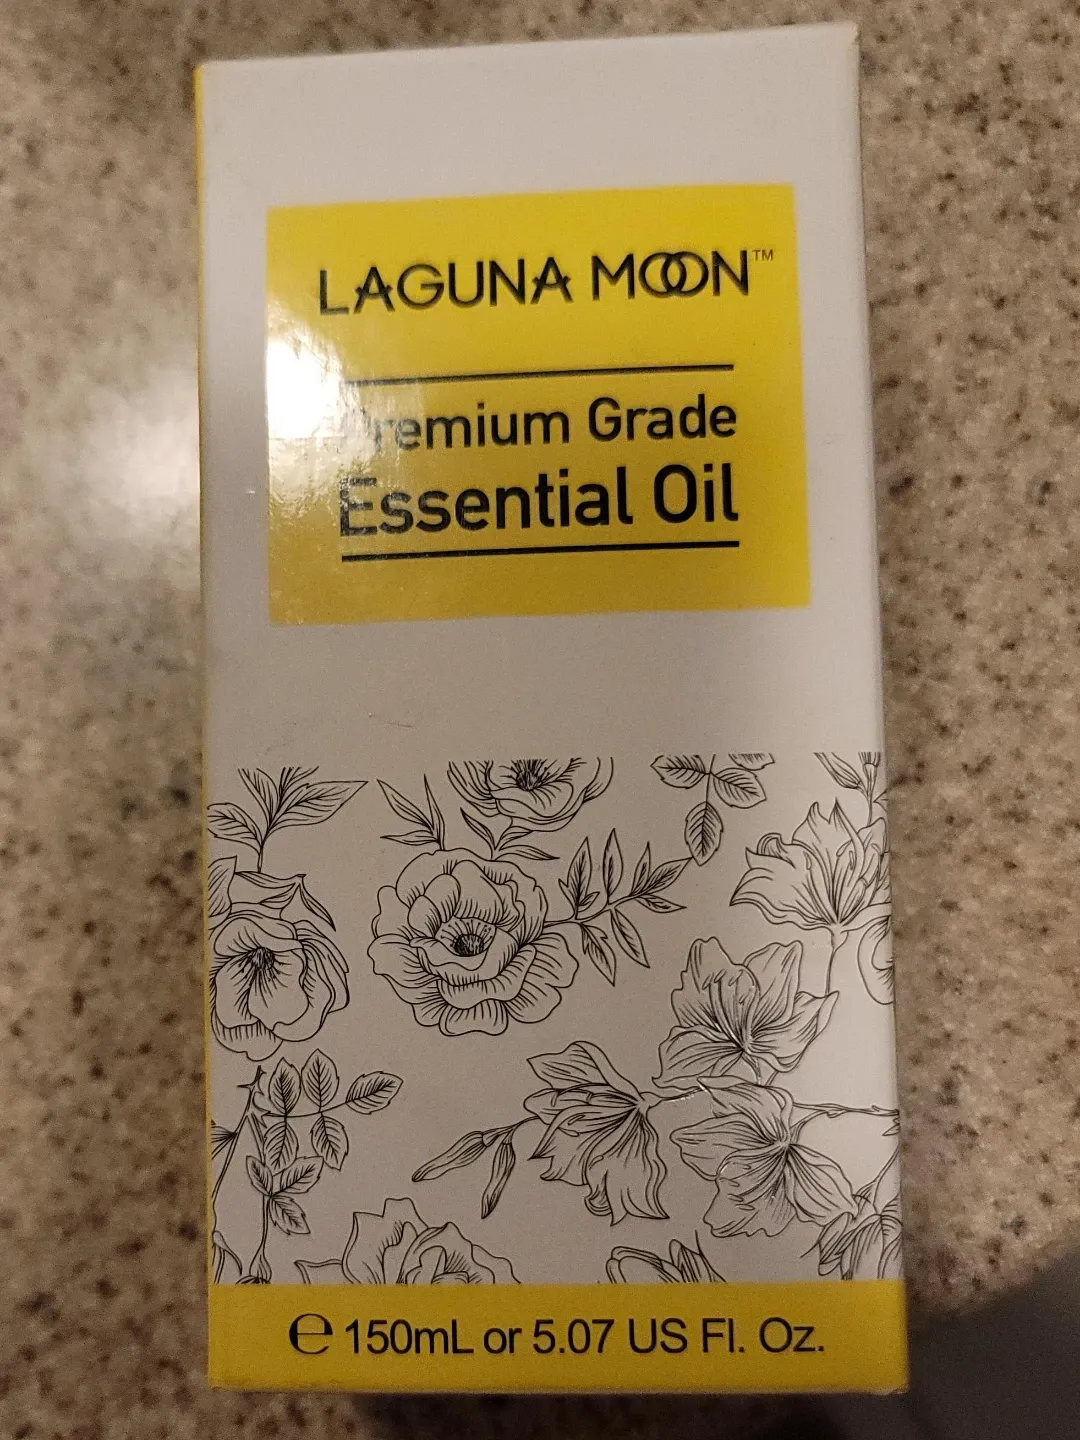 LAGUNA MOON™
Premium Grade
Essential Oil
℮ 150mL or 5.07 US Fl. Oz.